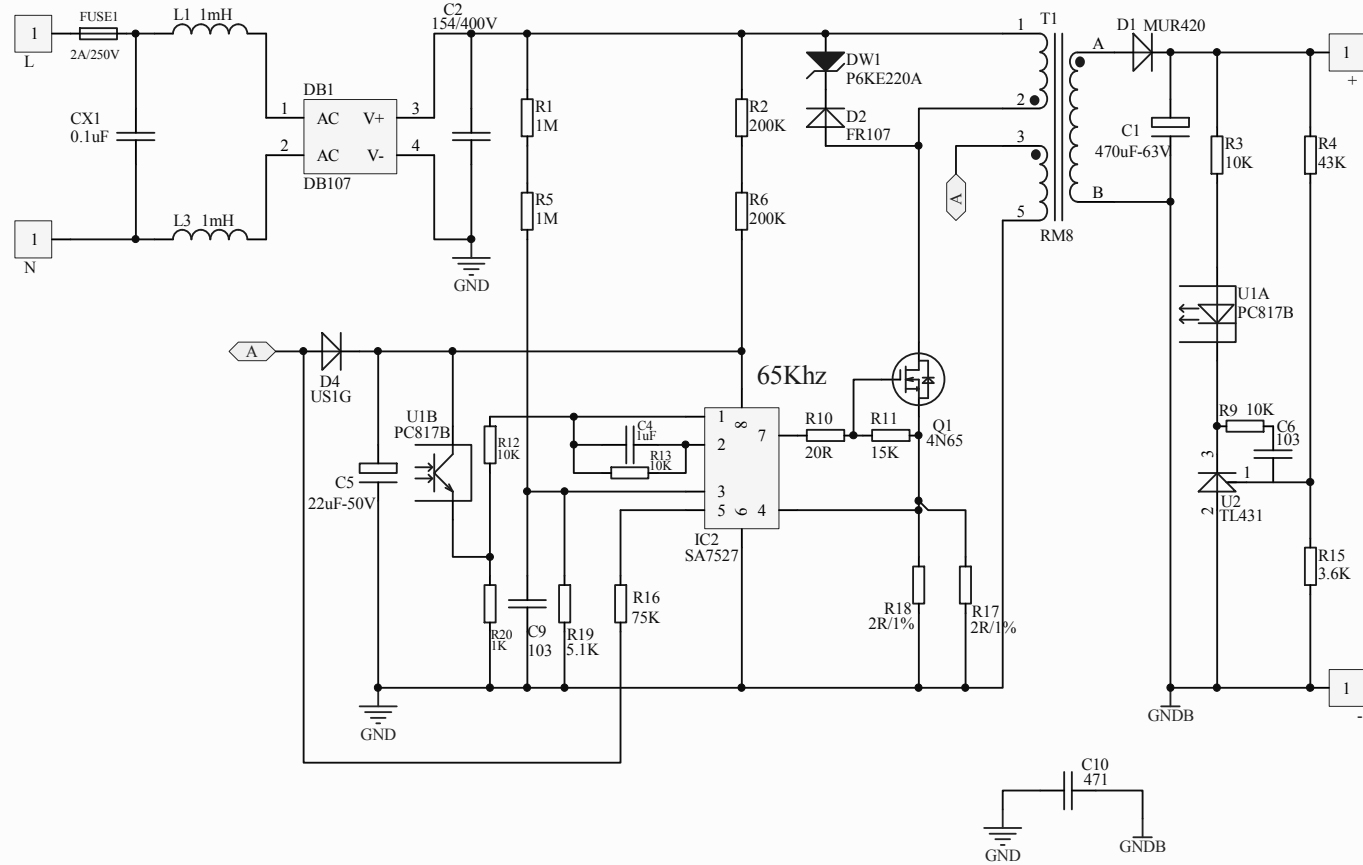 1
L
FUSE1
2A/250V
L1 1mH
CX1
0.1uF
L3 1mH
1
N
DB1
1 AC V+ 3
2 AC V- 4
DB107
C2
154/400V
GND
R1
1M
R5
1M
R2
200K
R6
200K
DW1
P6KE220A
D2
FR107
1
T1
2
3
A
5
RM8
A
B
D1 MUR420
C1
470uF-63V
R3
10K
R4
43K
1
+
U1A
PC817B
R9 10K
C6
103
3
1
2
U2
TL431
R15
3.6K
1
-
GNDB
A
D4
US1G
C5
22uF-50V
U1B
PC817B
R12
10K
C4
1uF
R13
10K
65Khz
1
8
2
7
3
5
6
4
IC2
SA7527
R10
20R
R11
15K
Q1
4N65
R20
1K
C9
103
R19
5.1K
R16
75K
R18
2R/1%
R17
2R/1%
GND
C10
471
GND
GNDB